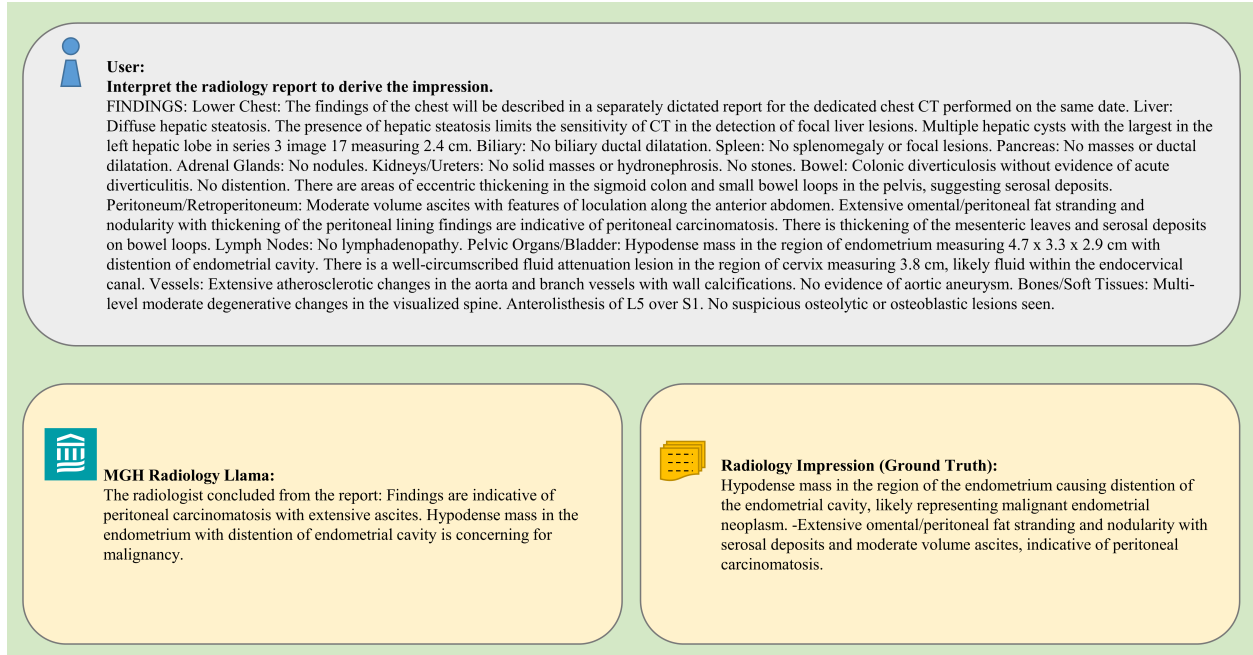 User:
Interpret the radiology report to derive the impression.
FINDINGS: Lower Chest: The findings of the chest will be described in a separately dictated report for the dedicated chest CT performed on the same date. Liver:
Diffuse hepatic steatosis. The presence of hepatic steatosis limits the sensitivity of CT in the detection of focal liver lesions. Multiple hepatic cysts with the largest in the
left hepatic lobe in series 3 image 17 measuring 2.4 cm. Biliary: No biliary ductal dilatation. Spleen: No splenomegaly or focal lesions. Pancreas: No masses or ductal
dilatation. Adrenal Glands: No nodules. Kidneys/Ureters: No solid masses or hydronephrosis. No stones. Bowel: Colonic diverticulosis without evidence of acute
diverticulitis. No distention. There are areas of eccentric thickening in the sigmoid colon and small bowel loops in the pelvis, suggesting serosal deposits.
Peritoneum/Retroperitoneum: Moderate volume ascites with features of loculation along the anterior abdomen. Extensive omental/peritoneal fat stranding and
nodularity with thickening of the peritoneal lining findings are indicative of peritoneal carcinomatosis. There is thickening of the mesenteric leaves and serosal deposits
on bowel loops. Lymph Nodes: No lymphadenopathy. Pelvic Organs/Bladder: Hypodense mass in the region of endometrium measuring 4.7 x 3.3 x 2.9 cm with
distention of endometrial cavity. There is a well-circumscribed fluid attenuation lesion in the region of cervix measuring 3.8 cm, likely fluid within the endocervical
canal. Vessels: Extensive atherosclerotic changes in the aorta and branch vessels with wall calcifications. No evidence of aortic aneurysm. Bones/Soft Tissues: Multi-
level moderate degenerative changes in the visualized spine. Anterolisthesis of L5 over S1. No suspicious osteolytic or osteoblastic lesions seen.
MGH Radiology Llama:
The radiologist concluded from the report: Findings are indicative of
peritoneal carcinomatosis with extensive ascites. Hypodense mass in the
endometrium with distention of endometrial cavity is concerning for
malignancy.
Radiology Impression (Ground Truth):
Hypodense mass in the region of the endometrium causing distention of
the endometrial cavity, likely representing malignant endometrial
neoplasm. -Extensive omental/peritoneal fat stranding and nodularity with
serosal deposits and moderate volume ascites, indicative of peritoneal
carcinomatosis.